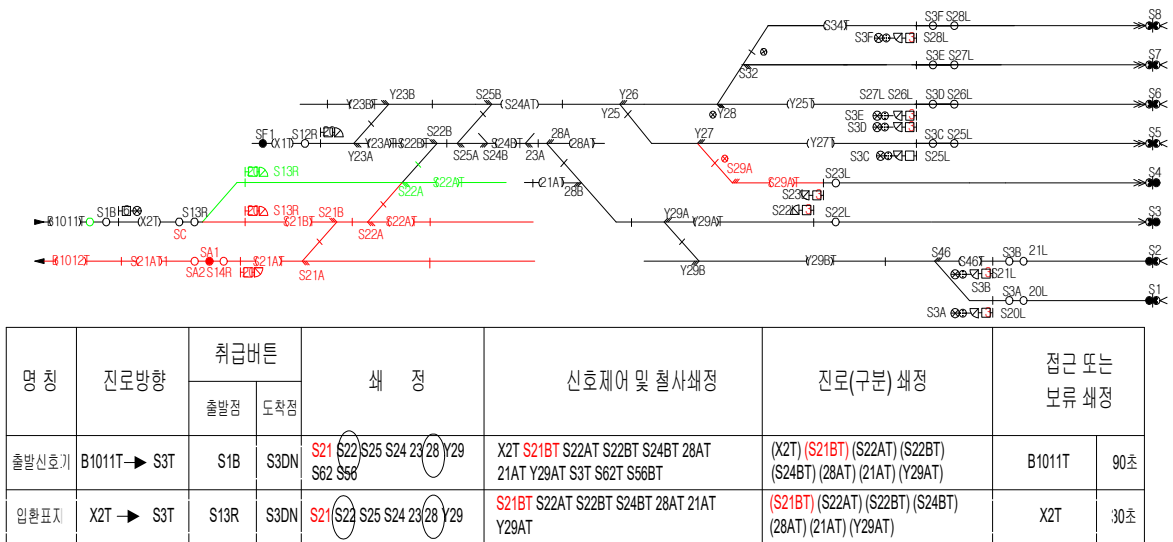 S8
S3F S28L
S34T
S3F S28L
S7
S3E S27L
S32
S6
Y23B S25B Y26 S27L S26L S3D S26L
Y23BT S24AT Y25 Y28 Y25T
S3E
S3D
S5
SF1 S12R S22B 28A Y27 S3C S25L
X1T Y23AT S22BT S24BT 28AT Y27T
Y23A S25A S24B 23A S3C S25L
S4
S13R S29A S23L
S22AT 21AT S29AT
S22A 28B S23L
S3
S1B S13R S13R S21B S22L Y29A S22L
B1011T X2T S21BT S22AT Y29AT
SC S22A
S2
SA1 S46 S3B 21L
B1012T S21AT1 S21AT Y29BT S46T
SA2 S14R S21A Y29B S3B S21L
S1
S3A 20L
S3A S20L
명 칭 진로방향 취급버튼 쇄 정 신호제어 및 철사쇄정 진로(구분) 쇄정 접근 또는
보류 쇄정
출발점 도착점
출발신호기 B1011T S3T S1B S3DN S21 S22 S25 S24 23 28 Y29 X2T S21BT S22AT S22BT S24BT 28AT (X2T) (S21BT) (S22AT) (S22BT) B1011T 90초
S62 S56 21AT Y29AT S3T S62T S56BT (S24BT) (28AT) (21AT) (Y29AT)
입환표지 X2T S3T S13R S3DN S21 S22 S25 S24 23 28 Y29 S21BT S22AT S22BT S24BT 28AT 21AT (S21BT) (S22AT) (S22BT) (S24BT) X2T 30초
Y29AT (28AT) (21AT) (Y29AT)